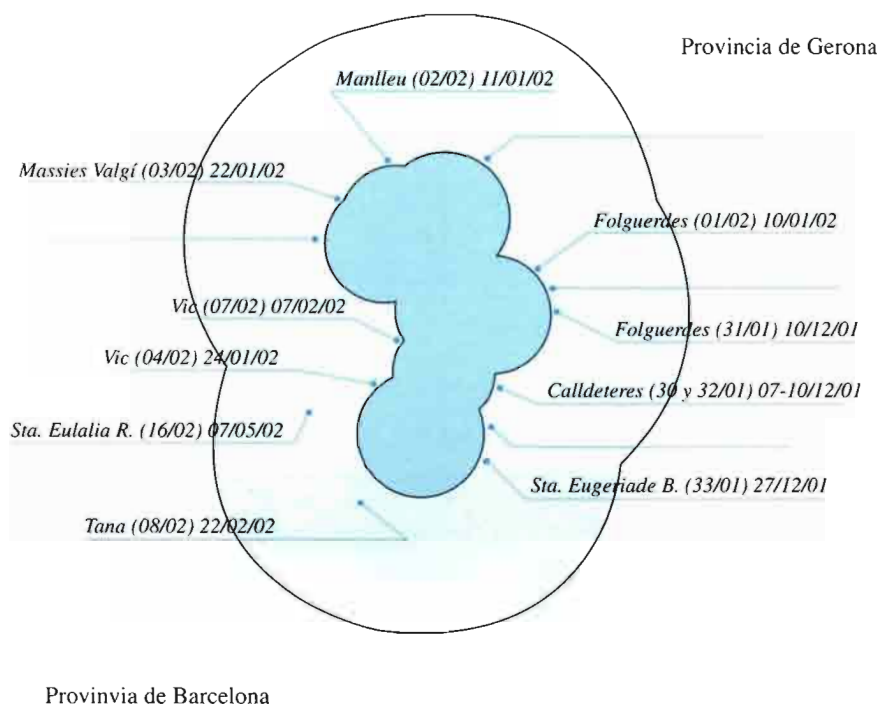 Provincia de Gerona
Manlleu (02/02) 11/01/02
Massies Valgí (03/02) 22/01/02
Folguerdes (01/02) 10/01/02
Vic (07/02) 07/02/02
Folguerdes (31/01) 10/12/01
Vic (04/02) 24/01/02
Calldeteres (30 y 32/01) 07-10/12/01
Sta. Eulalia R. (16/02) 07/05/02
Sta. Eugeriade B. (33/01) 27/12/01
Tana (08/02) 22/02/02
Provinvia de Barcelona